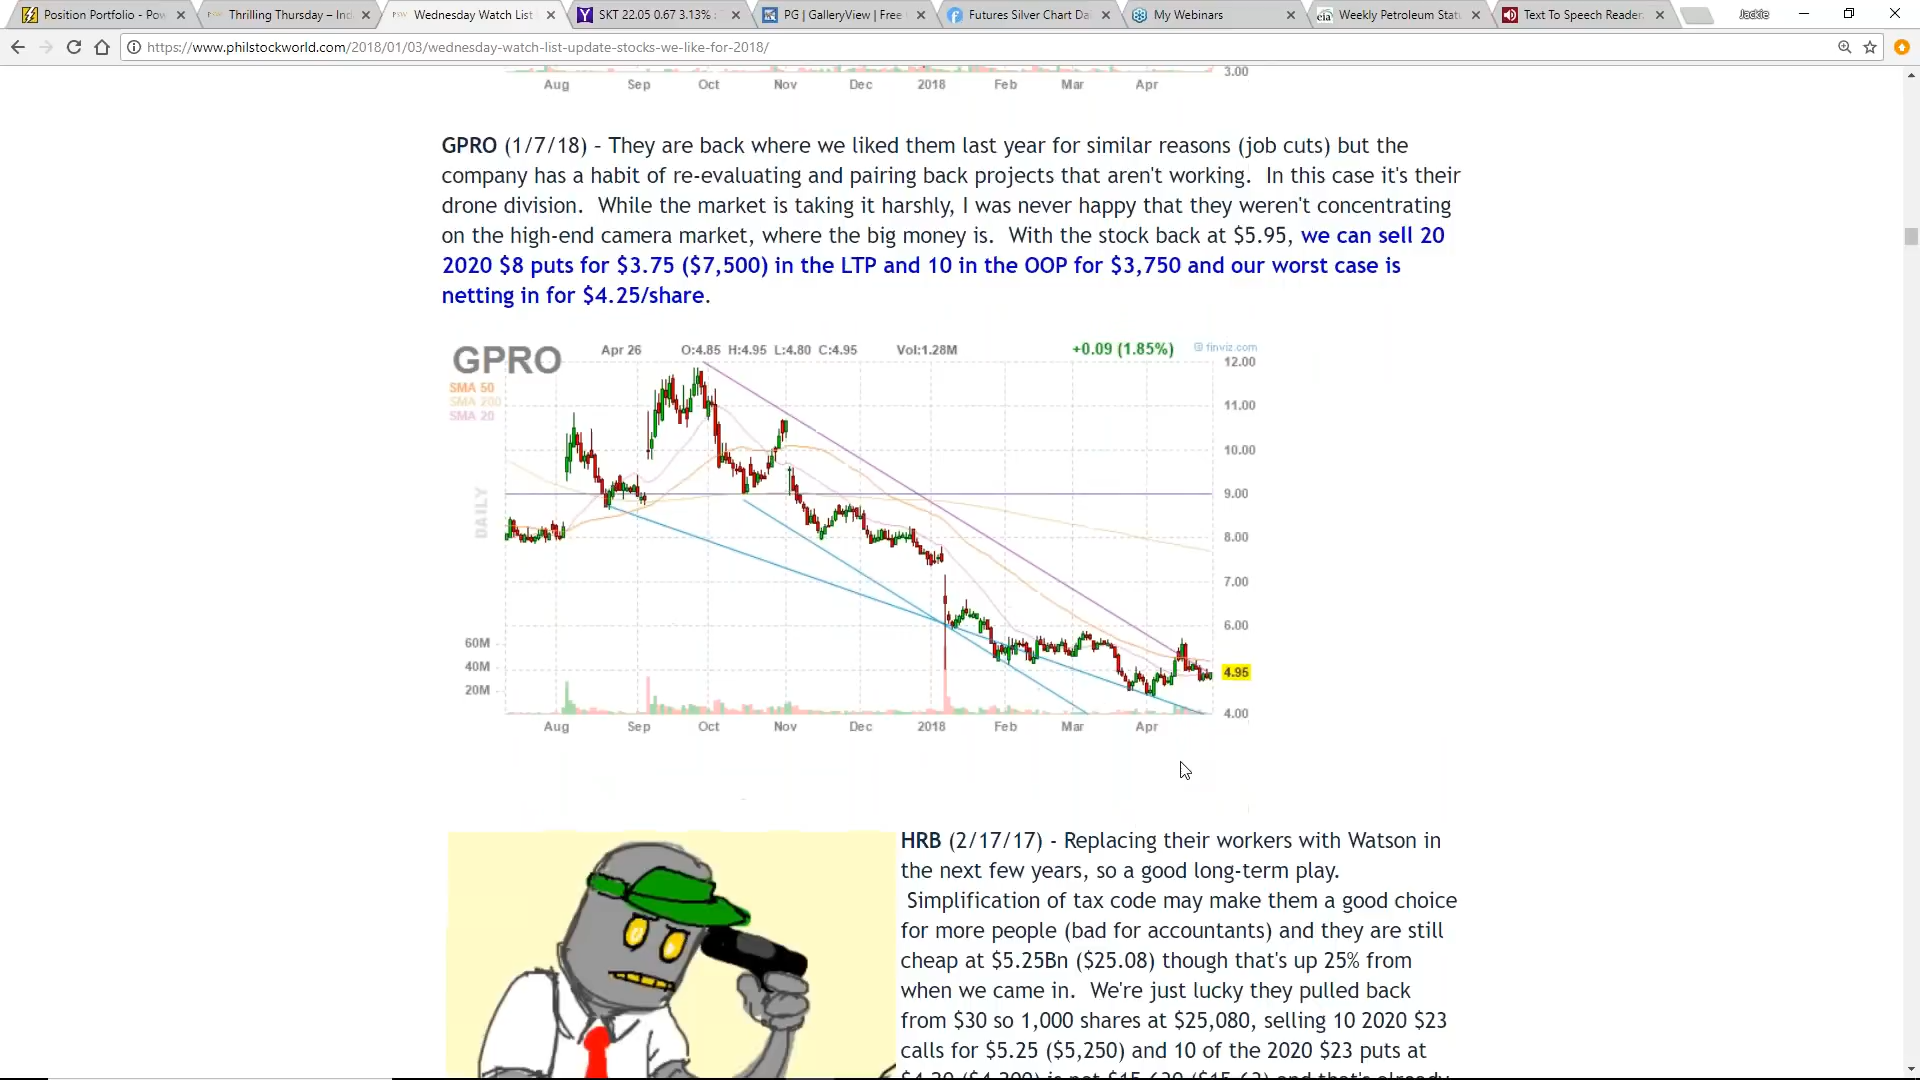 Position Portfolio - Pow
Thrilling Thursday – Ind
Wednesday Watch List
SKT 22.05 0.67 3.13% :
PG | GalleryView | Free
Futures Silver Chart Da
My Webinars
Weekly Petroleum Stat
Text To Speech Reader
Jackie
https://www.philstockworld.com/2018/01/03/wednesday-watch-list-update-stocks-we-like-for-2018/
3.00
Aug Sep Oct Nov Dec 2018 Feb Mar Apr
GPRO (1/7/18) - They are back where we liked them last year for similar reasons (job cuts) but the
company has a habit of re-evaluating and pairing back projects that aren't working. In this case it's their
drone division. While the market is taking it harshly, I was never happy that they weren't concentrating
on the high-end camera market, where the big money is. With the stock back at $5.95, we can sell 20
2020 $8 puts for $3.75 ($7,500) in the LTP and 10 in the OOP for $3,750 and our worst case is
netting in for $4.25/share.
GPRO Apr 26 O:4.85 H:4.95 L:4.80 C:4.95 Vol:1.28M +0.09 (1.85%) © finviz.com
SMA 50
SMA 200
SMA 20
DAILY
12.00
11.00
10.00
9.00
8.00
7.00
6.00
4.95
4.00
60M
40M
20M
Aug Sep Oct Nov Dec 2018 Feb Mar Apr
HRB (2/17/17) - Replacing their workers with Watson in
the next few years, so a good long-term play.
Simplification of tax code may make them a good choice
for more people (bad for accountants) and they are still
cheap at $5.25Bn ($25.08) though that's up 25% from
when we came in. We're just lucky they pulled back
from $30 so 1,000 shares at $25,080, selling 10 2020 $23
calls for $5.25 ($5,250) and 10 of the 2020 $23 puts at